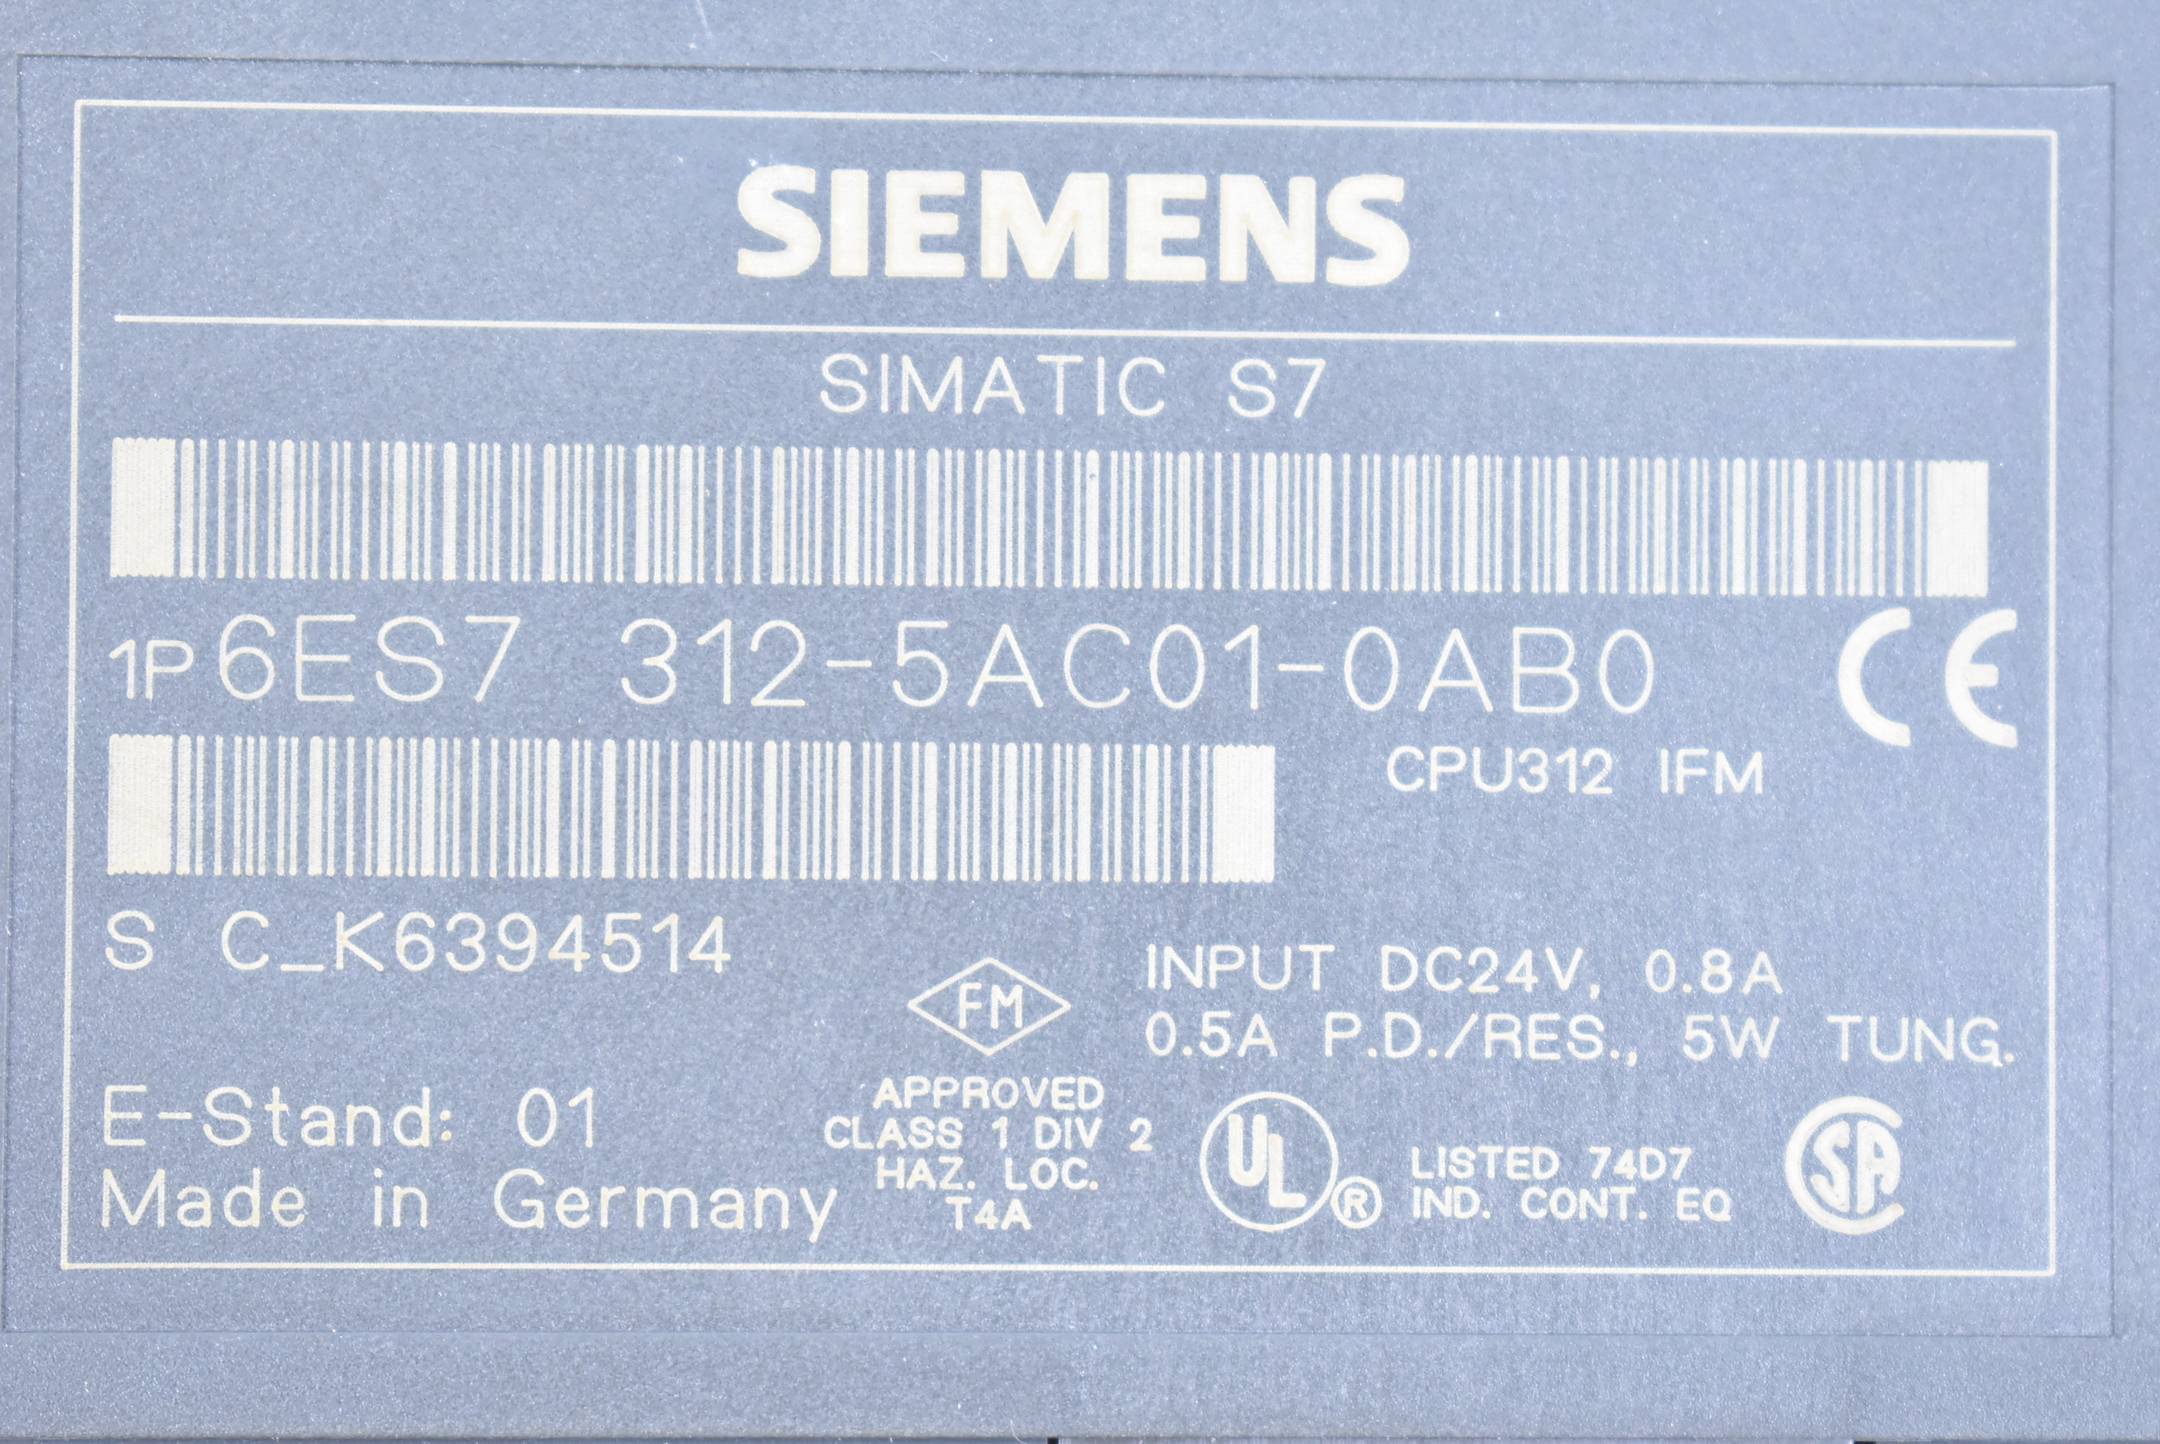 SIEMENS
SIMATIC S7
1P 6ES7 312-5AC01-0AB0
CE
CPU312 IFM
S C_K6394514
INPUT DC24V, 0.8A
0.5A P.D./RES., 5W TUNG.
FM
APPROVED
CLASS 1 DIV 2
HAZ. LOC.
T4A
E-Stand: 01
Made in Germany
UL ®
LISTED 74D7
IND. CONT. EQ
SA